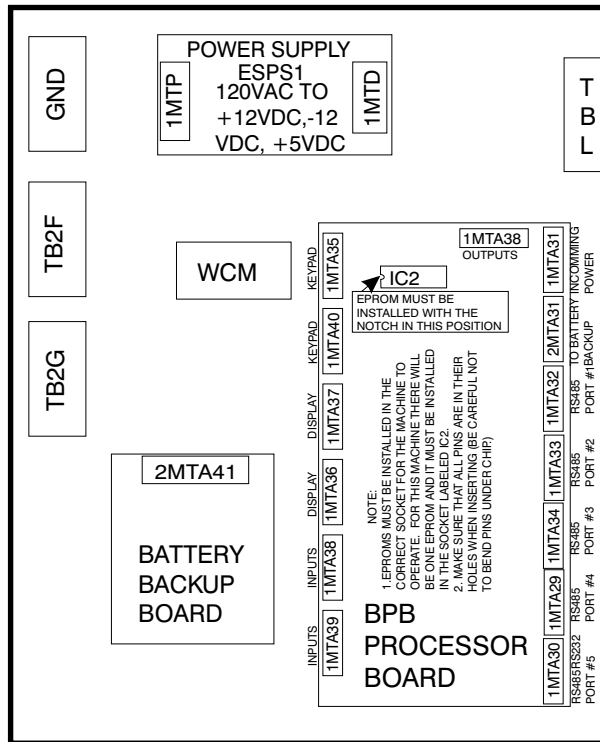 GND
POWER SUPPLY
ESPS1
120VAC TO
+12VDC,-12
VDC, +5VDC
1MTP
1MTD
T
B
L
TB2F
WCM
TB2G
2MTA41
BATTERY
BACKUP
BOARD
KEYPAD
1MTA35
KEYPAD
1MTA40
DISPLAY
1MTA37
DISPLAY
1MTA36
INPUTS
1MTA38
INPUTS
1MTA39
1MTA38
OUTPUTS
IC2
EPROM MUST BE
INSTALLED WITH THE
NOTCH IN THIS POSITION
NOTE:
1.EPROMS MUST BE INSTALLED IN THE
CORRECT SOCKET FOR THE MACHINE TO
OPERATE. FOR THIS MACHINE THERE WILL
BE ONE EPROM AND IT MUST BE INSTALLED
IN THE SOCKET LABELED IC2.
2. MAKE SURE THAT ALL PINS ARE IN THEIR
HOLES WHEN INSERTING (BE CAREFUL NOT
TO BEND PINS UNDER CHIP.)
BPB
PROCESSOR
BOARD
1MTA31
INCOMMING
POWER
2MTA31
TO BATTERY
BACKUP
1MTA32
RS485
PORT #1
1MTA33
RS485
PORT #2
1MTA34
RS485
PORT #3
1MTA29
RS485
PORT #4
1MTA30
RS485RS232
PORT #5